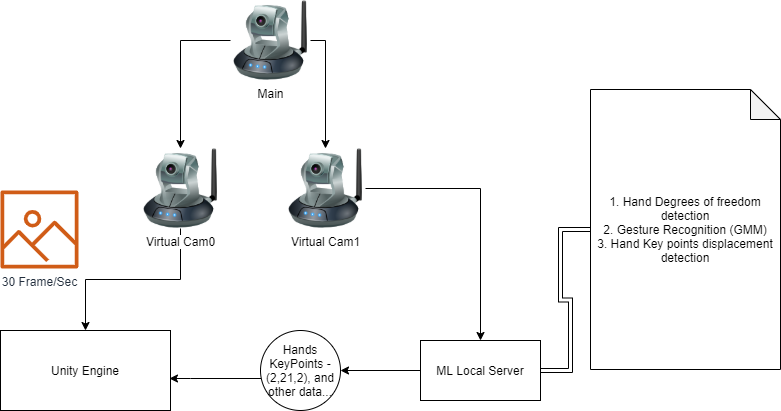 Main
Virtual Cam0
Virtual Cam1
30 Frame/Sec
1. Hand Degrees of freedom
detection
2. Gesture Recognition (GMM)
3. Hand Key points displacement
detection
Unity Engine
Hands
KeyPoints -
(2,21,2), and
other data...
ML Local Server